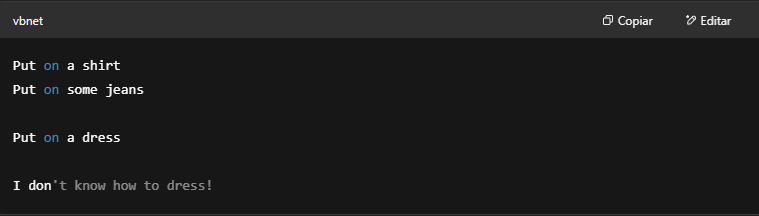 vbnet
Copiar
Editar
Put on a shirt
Put on some jeans
Put on a dress
I don't know how to dress!